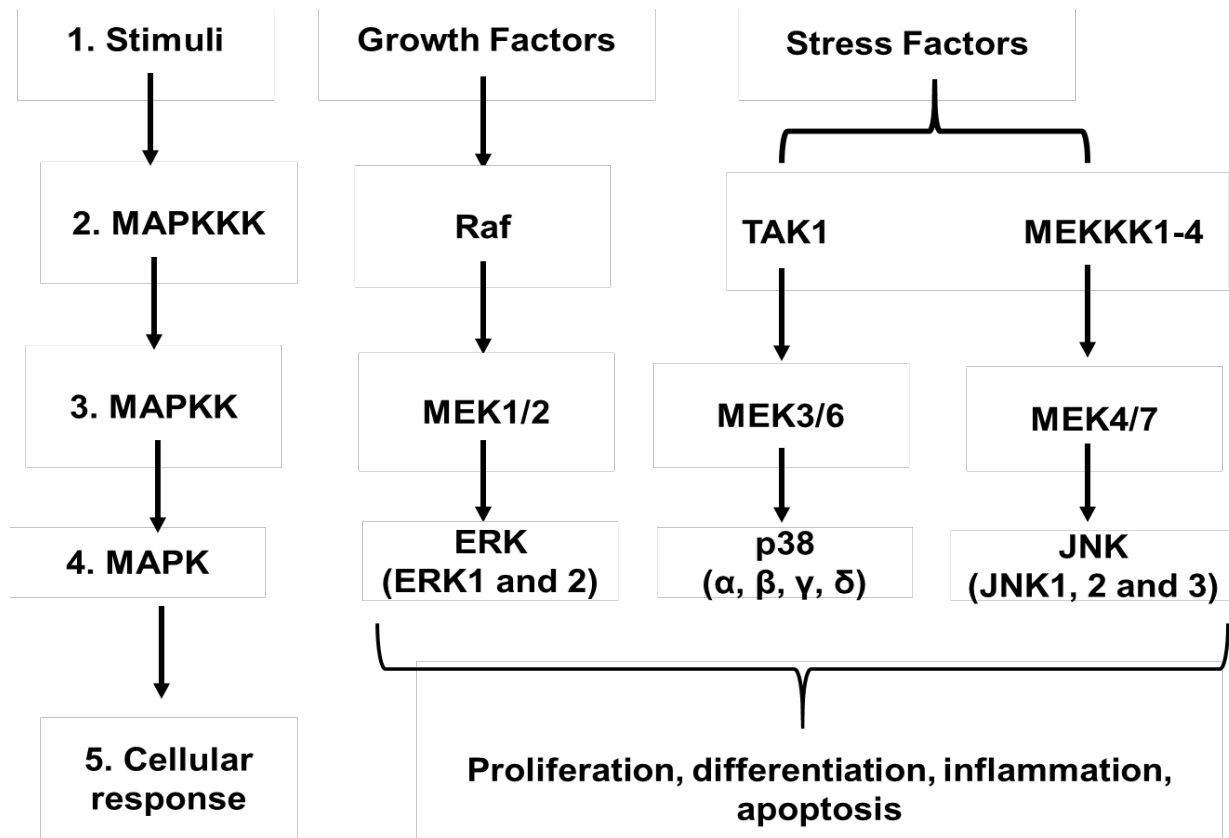 1. Stimuli
Growth Factors
Stress Factors
2. MAPKKK
Raf
TAK1
MEKKK1-4
3. MAPKK
MEK1/2
MEK3/6
MEK4/7
4. MAPK
ERK
(ERK1 and 2)
p38
(α, β, γ, δ)
JNK
(JNK1, 2 and 3)
5. Cellular
response
Proliferation, differentiation, inflammation,
apoptosis